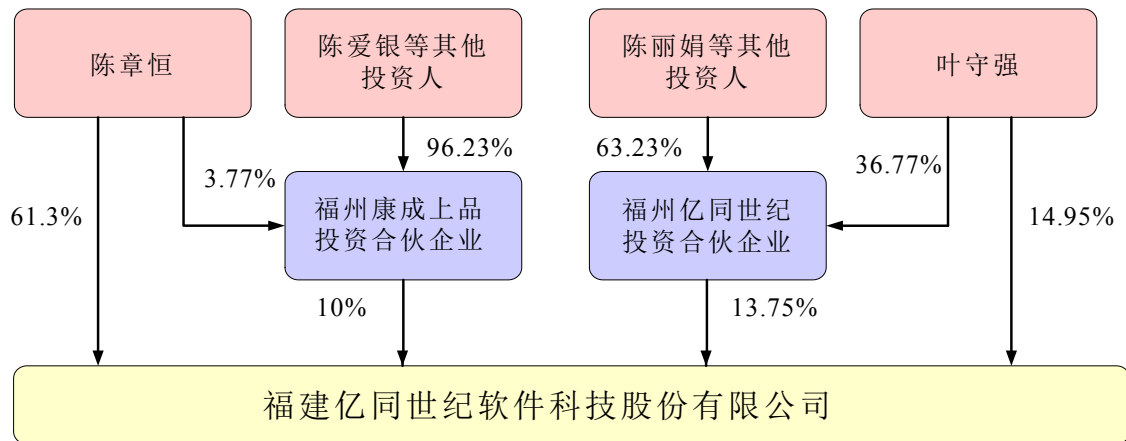 陈章恒
陈爱银等其他
投资人
陈丽娟等其他
投资人
叶守强
96.23%
63.23%
3.77%
36.77%
61.3%
福州康成上品
投资合伙企业
福州亿同世纪
投资合伙企业
14.95%
10%
13.75%
福建亿同世纪软件科技股份有限公司